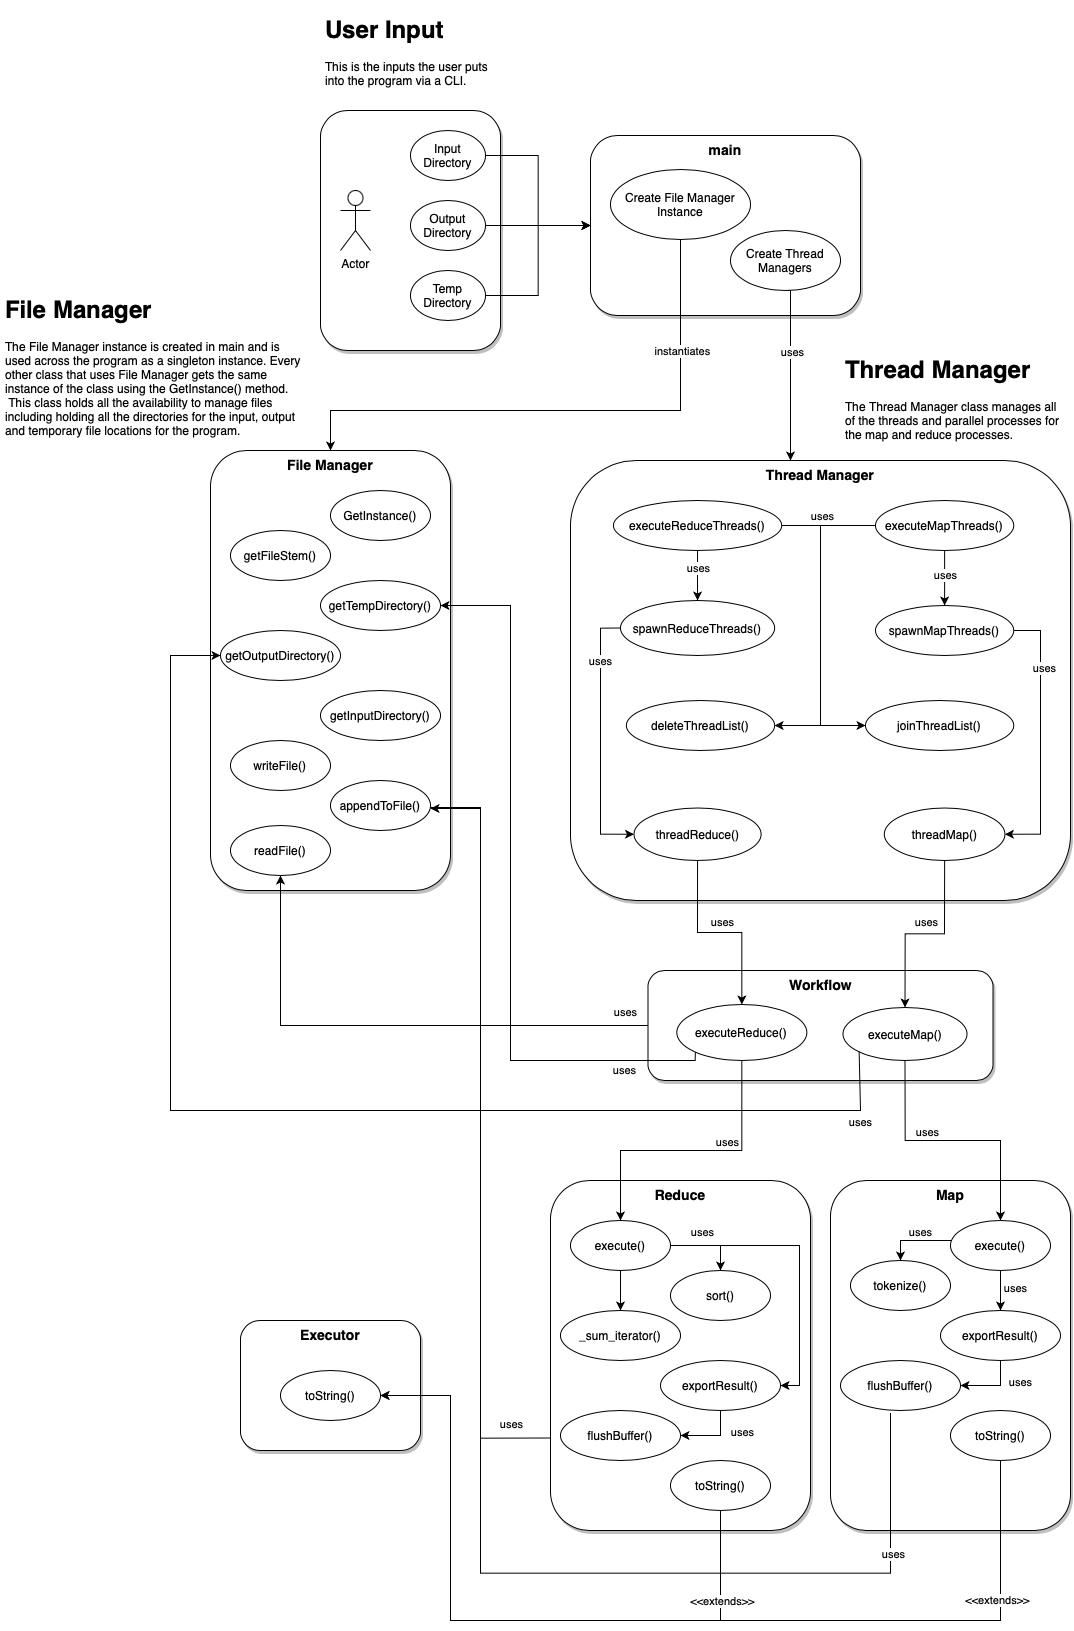 User Input
This is the inputs the user puts
into the program via a CLI.
Input
Directory
Output
Directory
Temp
Directory
Actor
main
Create File Manager
Instance
Create Thread
Managers
instantiates
uses
File Manager
The File Manager instance is created in main and is
used across the program as a singleton instance. Every
other class that uses File Manager gets the same
instance of the class using the GetInstance() method.
This class holds all the availability to manage files
including holding all the directories for the input, output
and temporary file locations for the program.
Thread Manager
The Thread Manager class manages all
of the threads and parallel processes for
the map and reduce processes.
File Manager
GetInstance()
getFileStem()
getTempDirectory()
getOutputDirectory()
getInputDirectory()
writeFile()
appendToFile()
readFile()
Thread Manager
executeReduceThreads()
uses
executeMapThreads()
uses
uses
spawnReduceThreads()
spawnMapThreads()
uses
uses
deleteThreadList()
joinThreadList()
threadReduce()
threadMap()
uses
uses
Workflow
executeReduce()
executeMap()
uses
uses
uses
uses
uses
Reduce
execute()
uses
sort()
_sum_iterator()
exportResult()
flushBuffer()
uses
toString()
Map
execute()
uses
tokenize()
uses
exportResult()
flushBuffer()
uses
toString()
Executor
toString()
uses
uses
<<extends>>
<<extends>>